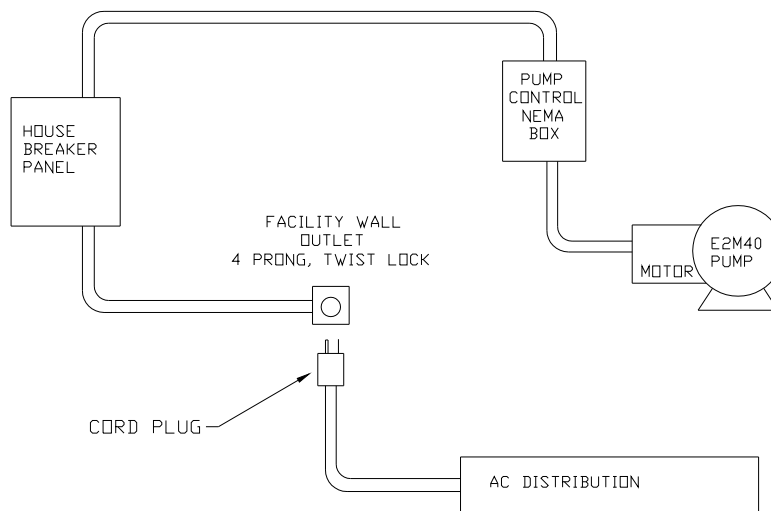 PUMP
CONTROL
NEMA
BOX
HOUSE
BREAKER
PANEL
FACILITY WALL
OUTLET
4 PRONG, TWIST LOCK
E2M40
PUMP
MOTOR
CORD PLUG
AC DISTRIBUTION